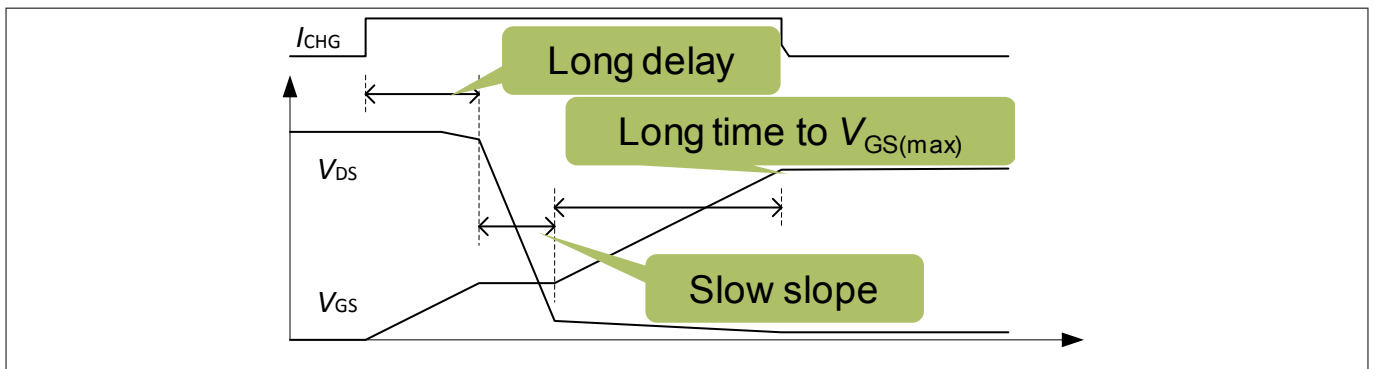 ICHG
Long delay
Long time to VGS(max)
VDS
Slow slope
VGS